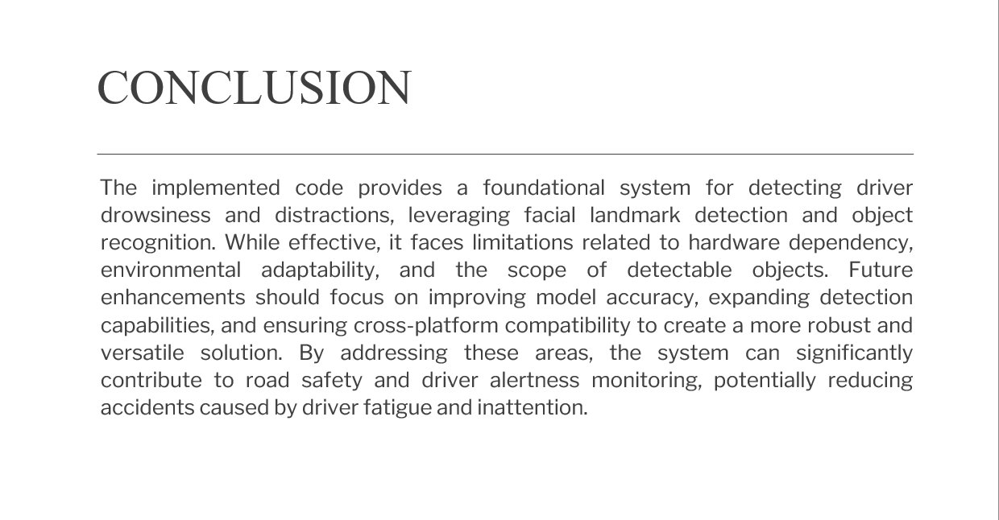 CONCLUSION
The implemented code provides a foundational system for detecting driver
drowsiness and distractions, leveraging facial landmark detection and object
recognition. While effective, it faces limitations related to hardware dependency,
environmental adaptability, and the scope of detectable objects. Future
enhancements should focus on improving model accuracy, expanding detection
capabilities, and ensuring cross-platform compatibility to create a more robust and
versatile solution. By addressing these areas, the system can significantly
contribute to road safety and driver alertness monitoring, potentially reducing
accidents caused by driver fatigue and inattention.